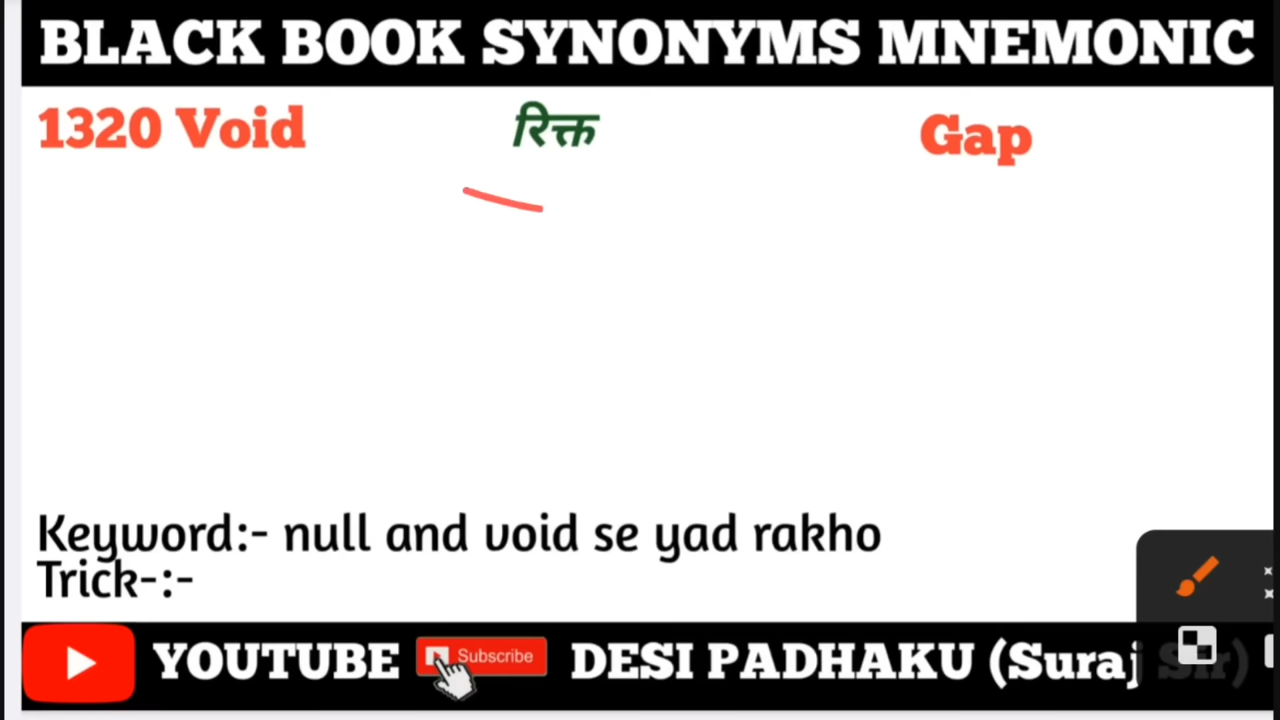 BLACK BOOK SYNONYMS MNEMONIC
1320 Void रिक्त Gap
Keyword:- null and void se yad rakho
Trick-:-
YOUTUBE Subscribe DESI PADHAKU (Suraj Sir)